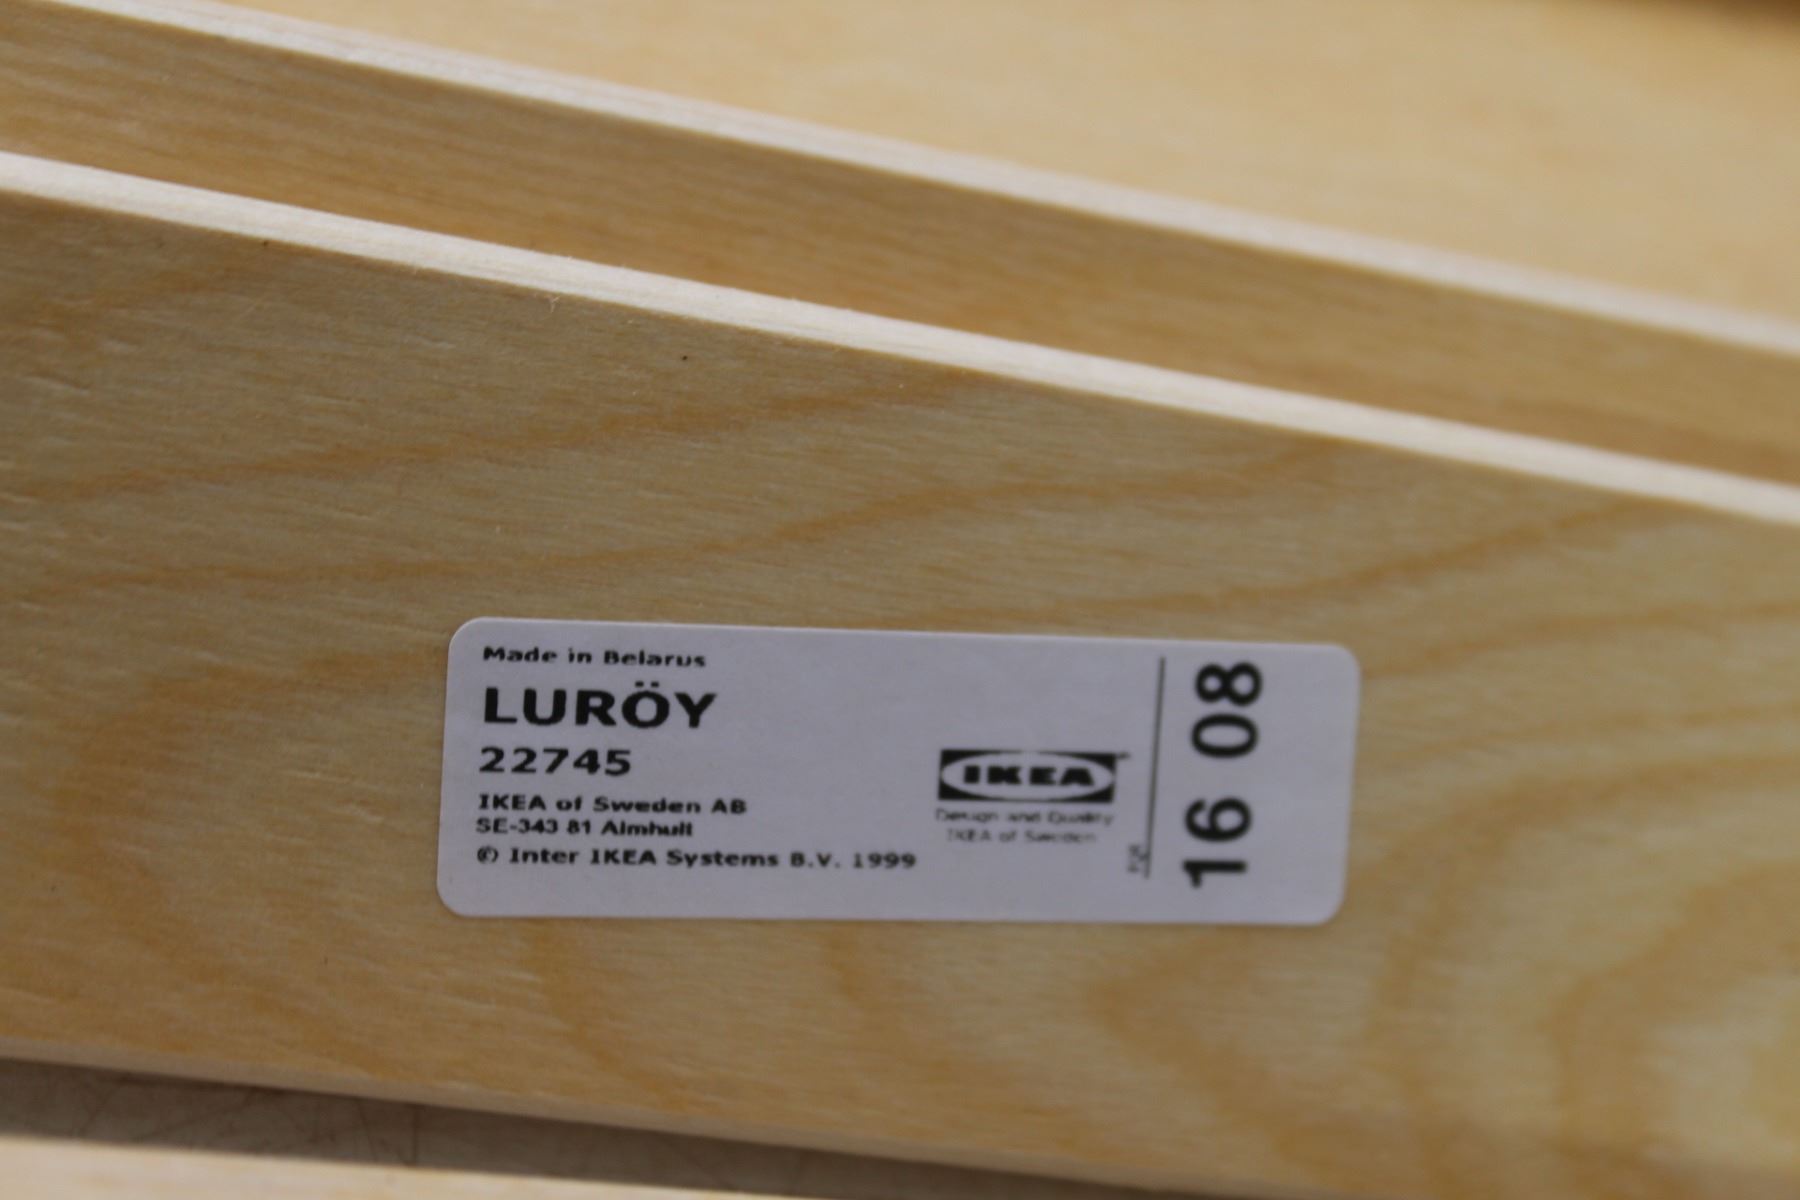 Made in Belarus
LURÖY
22745
IKEA of Sweden AB
SE-343 81 Almhult
© Inter IKEA Systems B.V. 1999
IKEA
Design and Quality
IKEA of Sweden
16 08